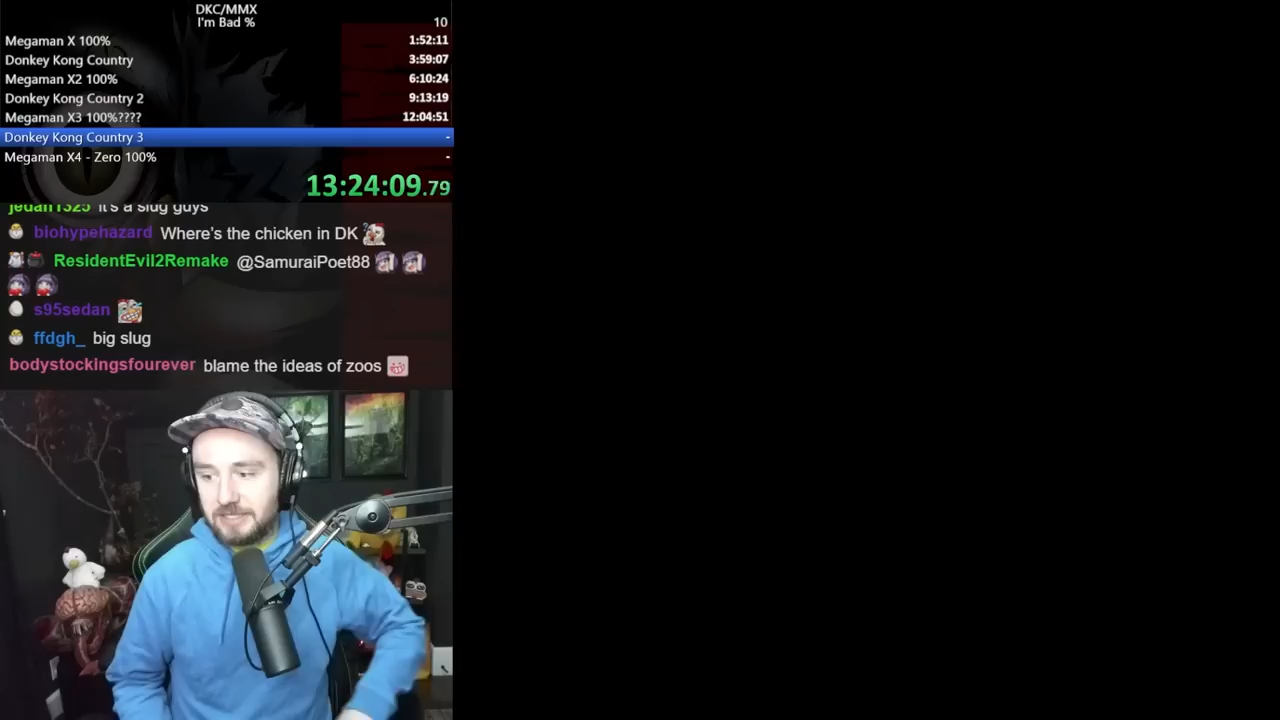 DKC/MMX
I'm Bad %
10
Megaman X 100% 1:52:11
Donkey Kong Country 3:59:07
Megaman X2 100% 6:10:24
Donkey Kong Country 2 9:13:19
Megaman X3 100%???? 12:04:51
Donkey Kong Country 3 -
Megaman X4 - Zero 100% -
13:24:09.79
jedah1325 it's a slug guys
biohypehazard Where's the chicken in DK
ResidentEvil2Remake @SamuraiPoet88
s95sedan
ffdgh_ big slug
bodystockingsfourever blame the ideas of zoos